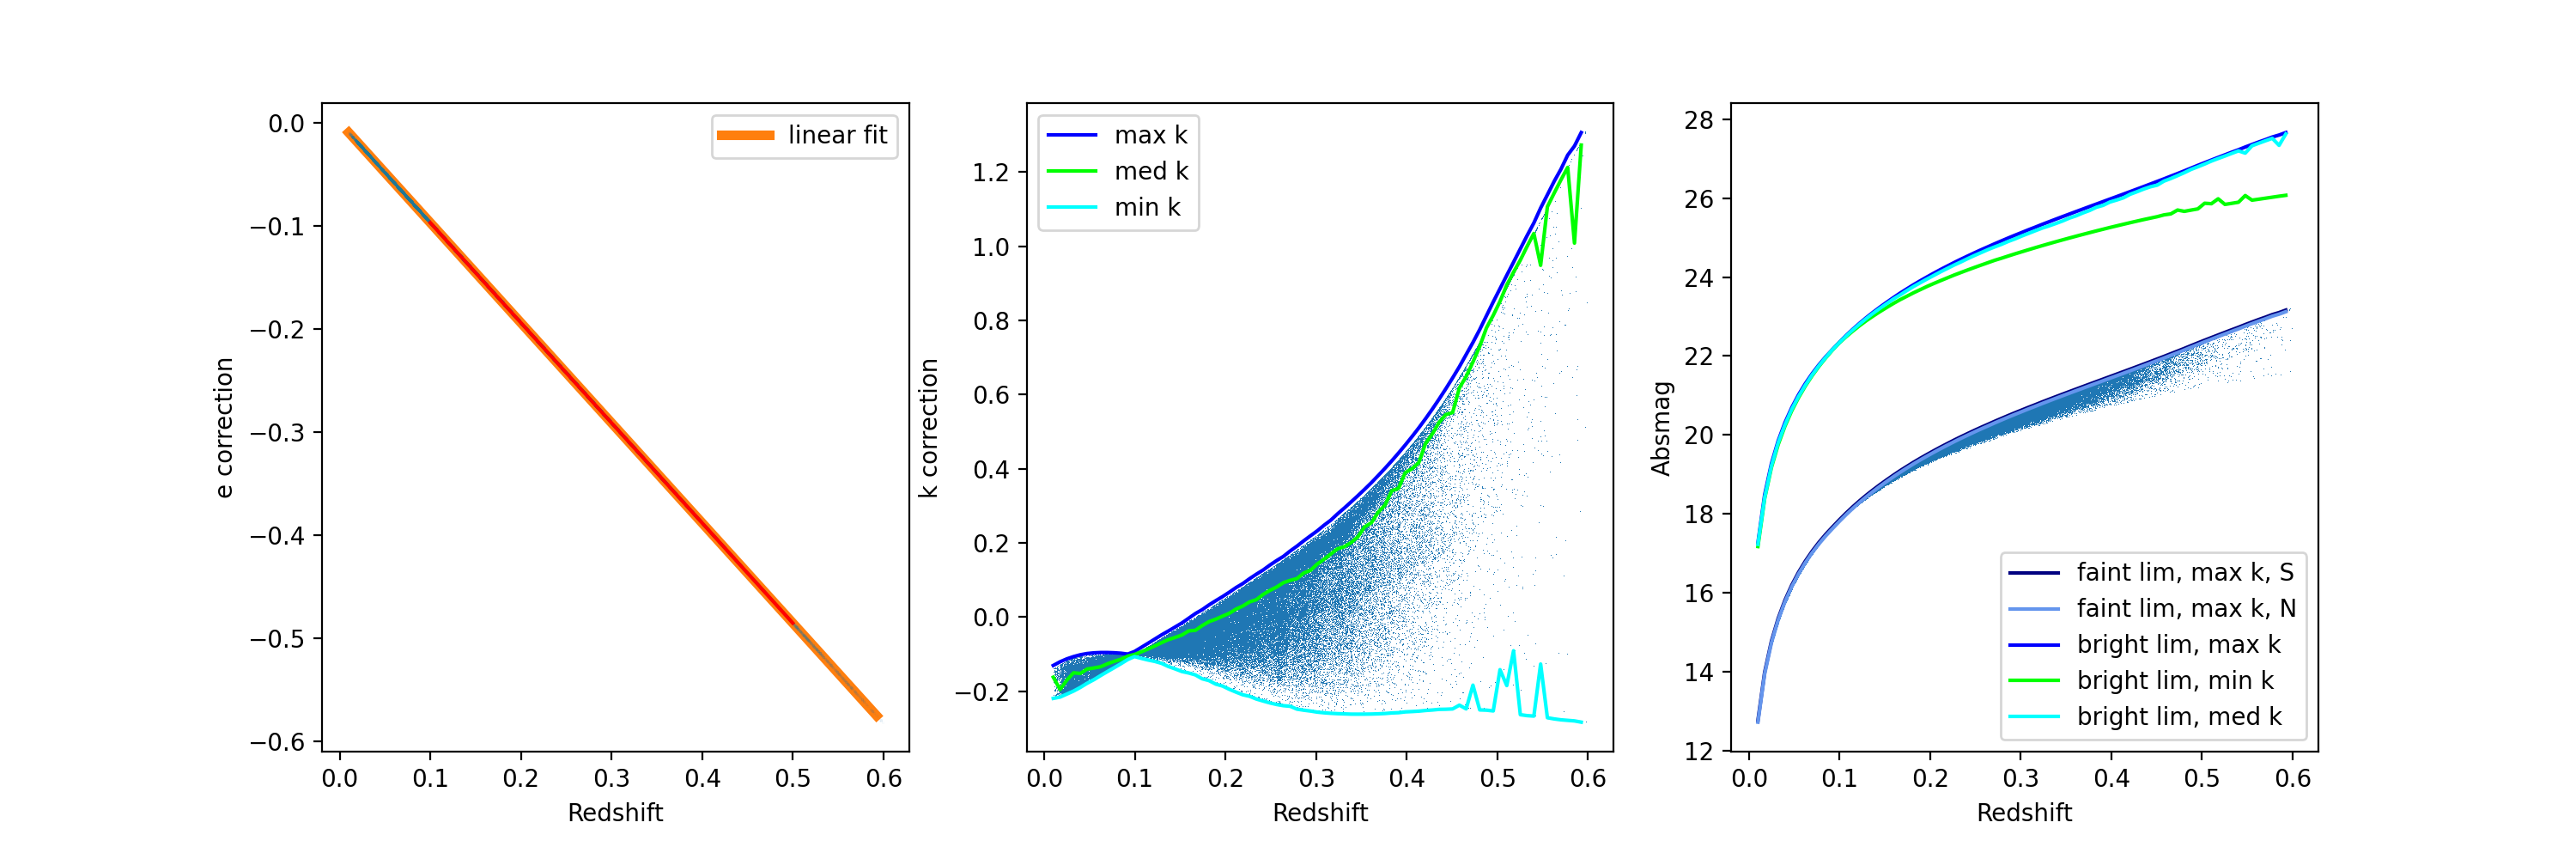 0.0
−0.1
−0.2
−0.3
−0.4
−0.5
−0.6
e correction
linear fit
0.0 0.1 0.2 0.3 0.4 0.5 0.6
Redshift
1.2
1.0
0.8
0.6
0.4
0.2
0.0
−0.2
k correction
max k
med k
min k
0.0 0.1 0.2 0.3 0.4 0.5 0.6
Redshift
28
26
24
22
20
18
16
14
12
Absmag
faint lim, max k, S
faint lim, max k, N
bright lim, max k
bright lim, min k
bright lim, med k
0.0 0.1 0.2 0.3 0.4 0.5 0.6
Redshift